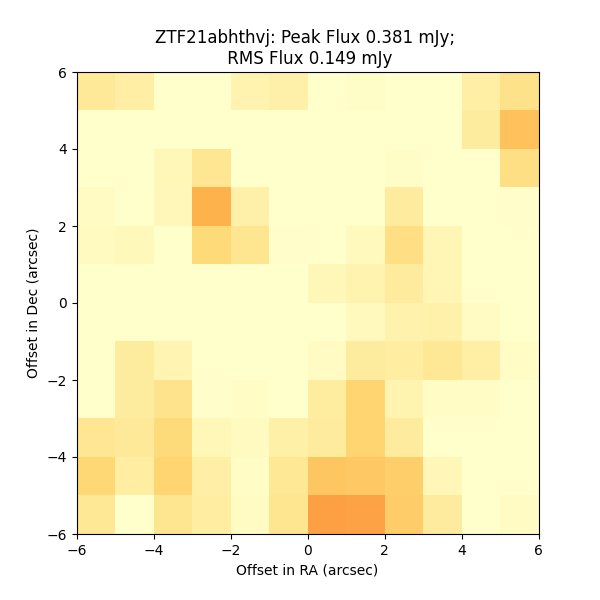 ZTF21abhthvj: Peak Flux 0.381 mJy;
RMS Flux 0.149 mJy
6
4
2
0
−2
−4
−6
Offset in Dec (arcsec)
−6 −4 −2 0 2 4 6
Offset in RA (arcsec)